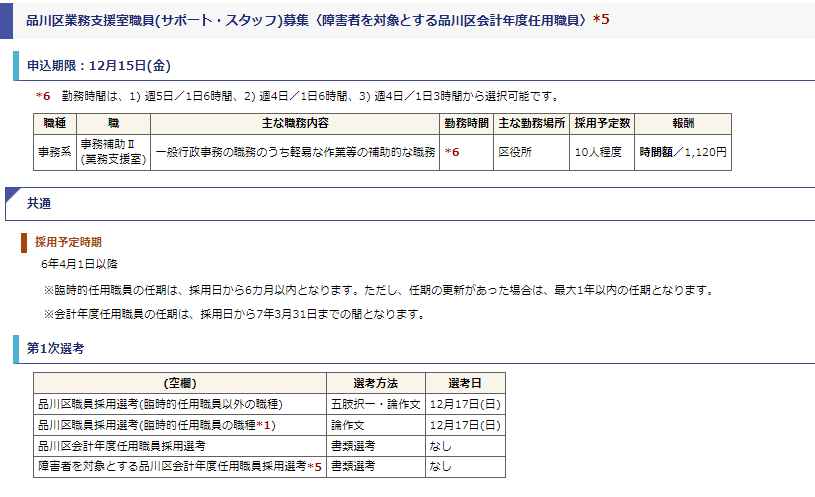 品川区業務支援室職員(サポート・スタッフ)募集〈障害者を対象とする品川区会計年度任用職員〉*5
申込期限：12月15日(金)
*6　勤務時間は、1) 週5日／1日6時間、2) 週4日／1日6時間、3) 週4日／1日3時間から選択可能です。
職種 職 主な職務内容 勤務時間 主な勤務場所 採用予定数 報酬
事務系 事務補助Ⅱ(業務支援室) 一般行政事務の職務のうち軽易な作業等の補助的な職務 *6 区役所 10人程度 時間額／1,120円
共通
採用予定時期
6年4月1日以降
※臨時的任用職員の任期は、採用日から6カ月以内となります。ただし、任期の更新があった場合は、最大1年以内の任期となります。
※会計年度任用職員の任期は、採用日から7年3月31日までの間となります。
第1次選考
(空欄) 選考方法 選考日
品川区職員採用選考(臨時的任用職員以外の職種) 五肢択一・論作文 12月17日(日)
品川区職員採用選考(臨時的任用職員の職種*1) 論作文 12月17日(日)
品川区会計年度任用職員採用選考 書類選考 なし
障害者を対象とする品川区会計年度任用職員採用選考*5 書類選考 なし